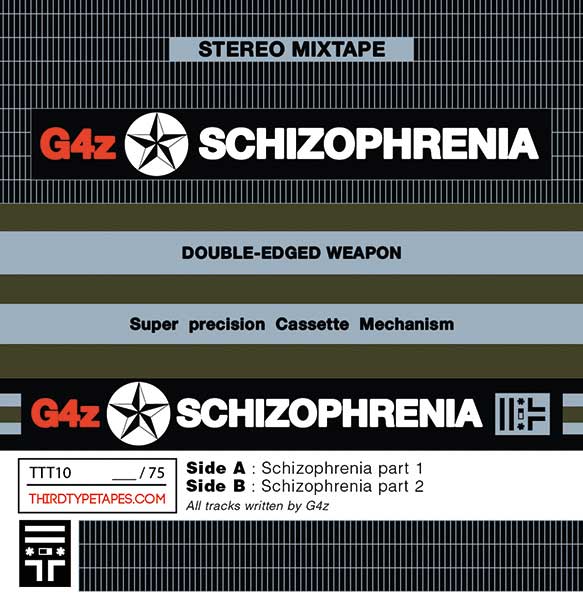 STEREO MIXTAPE
G4z SCHIZOPHRENIA
DOUBLE-EDGED WEAPON
Super precision Cassette Mechanism
G4z SCHIZOPHRENIA
TTT10 ___ / 75
THIRDTYPETAPES.COM
Side A : Schizophrenia part 1
Side B : Schizophrenia part 2
All tracks written by G4z